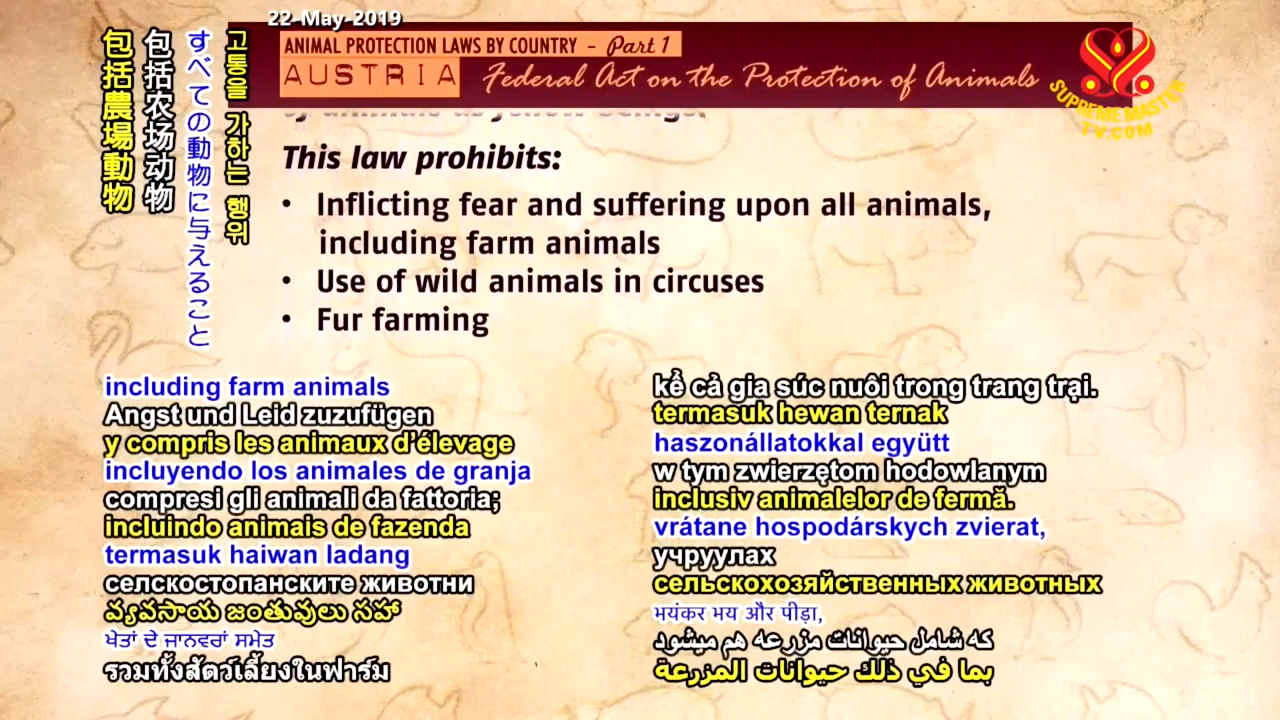 22-May-2019
ANIMAL PROTECTION LAWS BY COUNTRY - Part 1
AUSTRIA Federal Act on the Protection of Animals
SUPREME MASTER
TV.COM
包括農場動物
包括农场动物
すべての動物に与えること
고통을 가하는 행위
This law prohibits:
• Inflicting fear and suffering upon all animals,
including farm animals
• Use of wild animals in circuses
• Fur farming
including farm animals
Angst und Leid zuzufügen
y compris les animaux d'élevage
incluyendo los animales de granja
compresi gli animali da fattoria;
incluindo animais de fazenda
termasuk haiwan ladang
селскостопанските животни
వ్యవసాయ జంతువులు సహా
ਖੇਤਾਂ ਦੇ ਜਾਨਵਰਾਂ ਸਮੇਤ
รวมทั้งสัตว์เลี้ยงในฟาร์ม
kể cả gia súc nuôi trong trang trại.
termasuk hewan ternak
haszonállatokkal együtt
w tym zwierzętom hodowlanym
inclusiv animalelor de fermă.
vrátane hospodárskych zvierat,
учруулах
сельскохозяйственных животных
भयंकर भय और पीड़ा,
که شامل حیوانات مزرعه هم میشود
بما في ذلك حيوانات المزرعة